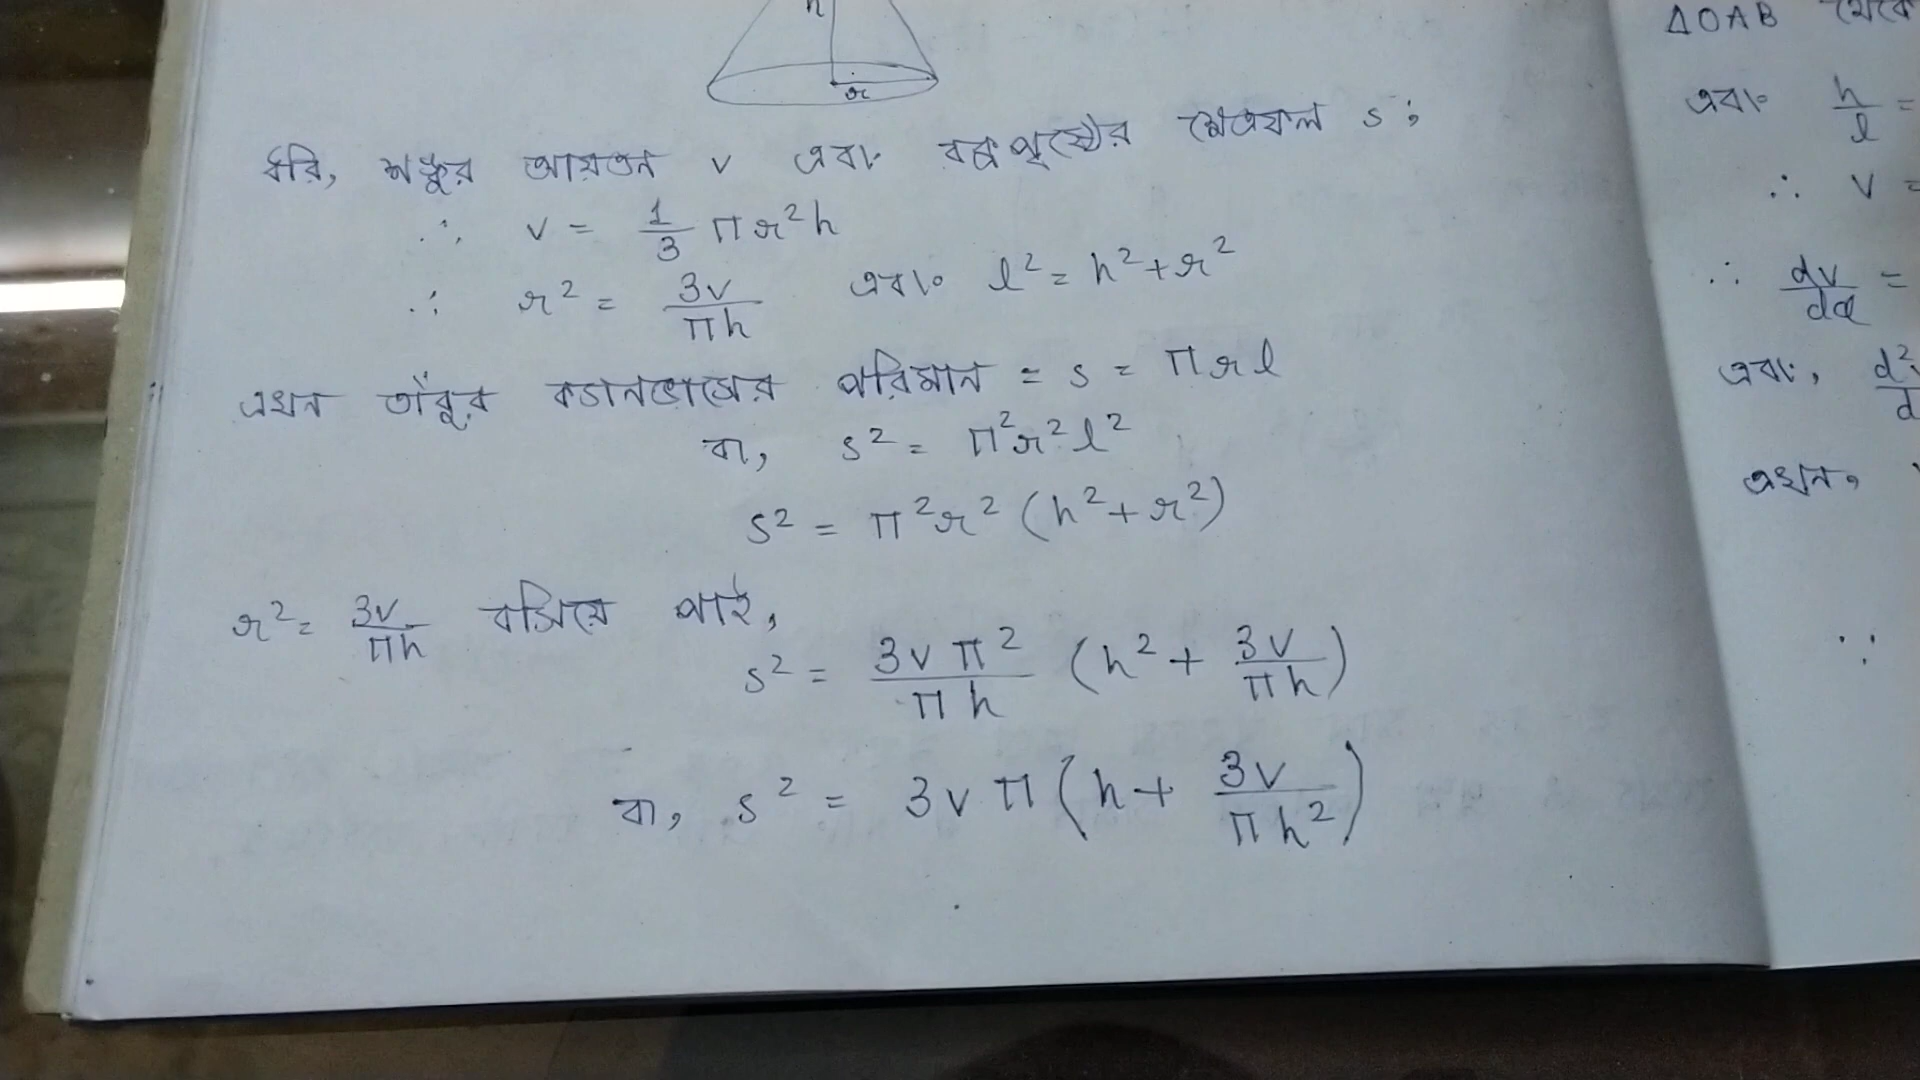 h
r
ধরি, শঙ্কুর আয়তন v এবং বক্রপৃষ্ঠের ক্ষেত্রফল s;
∴ v = 1/3 πr²h
∴ r² = 3v/πh এবং l² = h² + r²
এখন তাঁবুর ক্যানভাসের পরিমান = s = πrl
বা, s² = π²r²l²
s² = π²r² (h² + r²)
r² = 3v/πh বসিয়ে পাই,
s² = 3vπ²/πh (h² + 3v/πh)
বা, s² = 3vπ (h + 3v/πh²)
ΔOAB থেকে
এবং h/l =
∴ v =
∴ dv/dα =
এবং, d²v/d
এখন,
∵